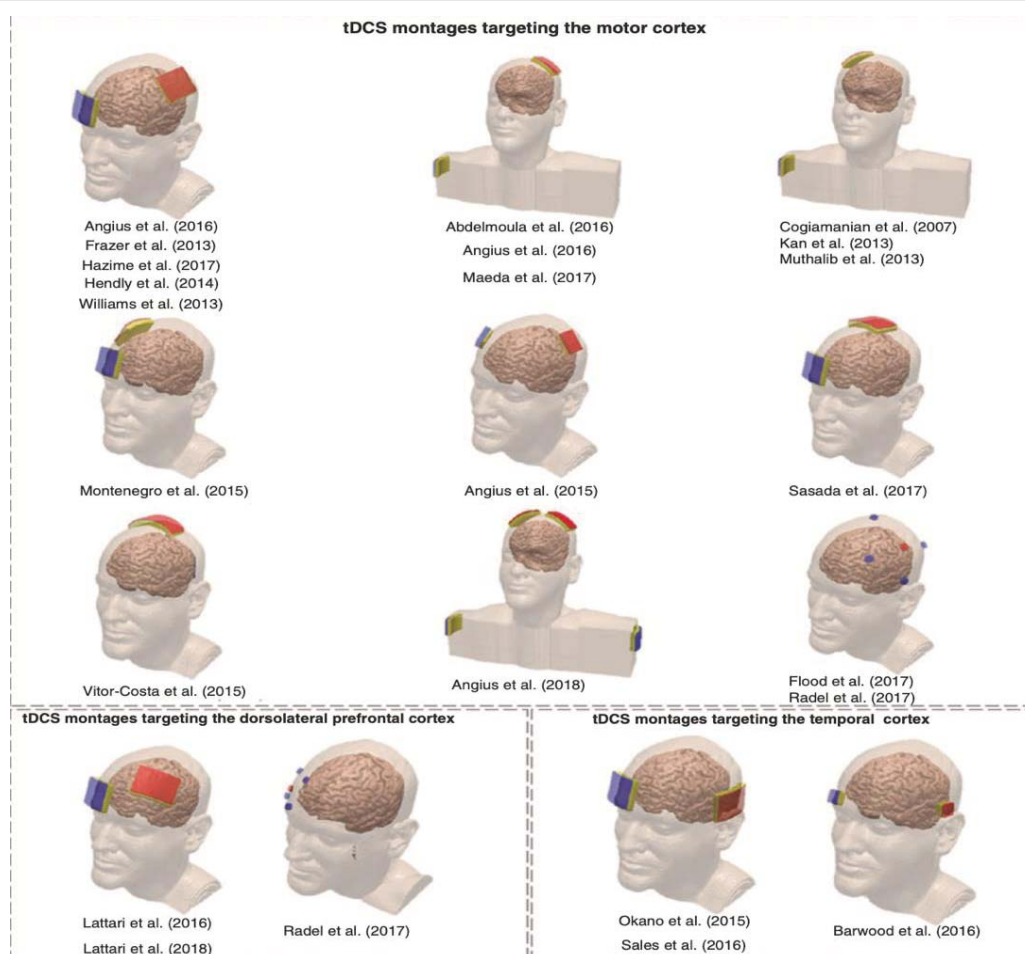 tDCS montages targeting the motor cortex
Angius et al. (2016)
Frazer et al. (2013)
Hazime et al. (2017)
Hendly et al. (2014)
Williams et al. (2013)
Abdelmoula et al. (2016)
Angius et al. (2016)
Maeda et al. (2017)
Cogiamanian et al. (2007)
Kan et al. (2013)
Muthalib et al. (2013)
Montenegro et al. (2015)
Angius et al. (2015)
Sasada et al. (2017)
Vitor-Costa et al. (2015)
Angius et al. (2018)
Flood et al. (2017)
Radel et al. (2017)
tDCS montages targeting the dorsolateral prefrontal cortex
Lattari et al. (2016)
Lattari et al. (2018)
Radel et al. (2017)
tDCS montages targeting the temporal cortex
Okano et al. (2015)
Sales et al. (2016)
Barwood et al. (2016)